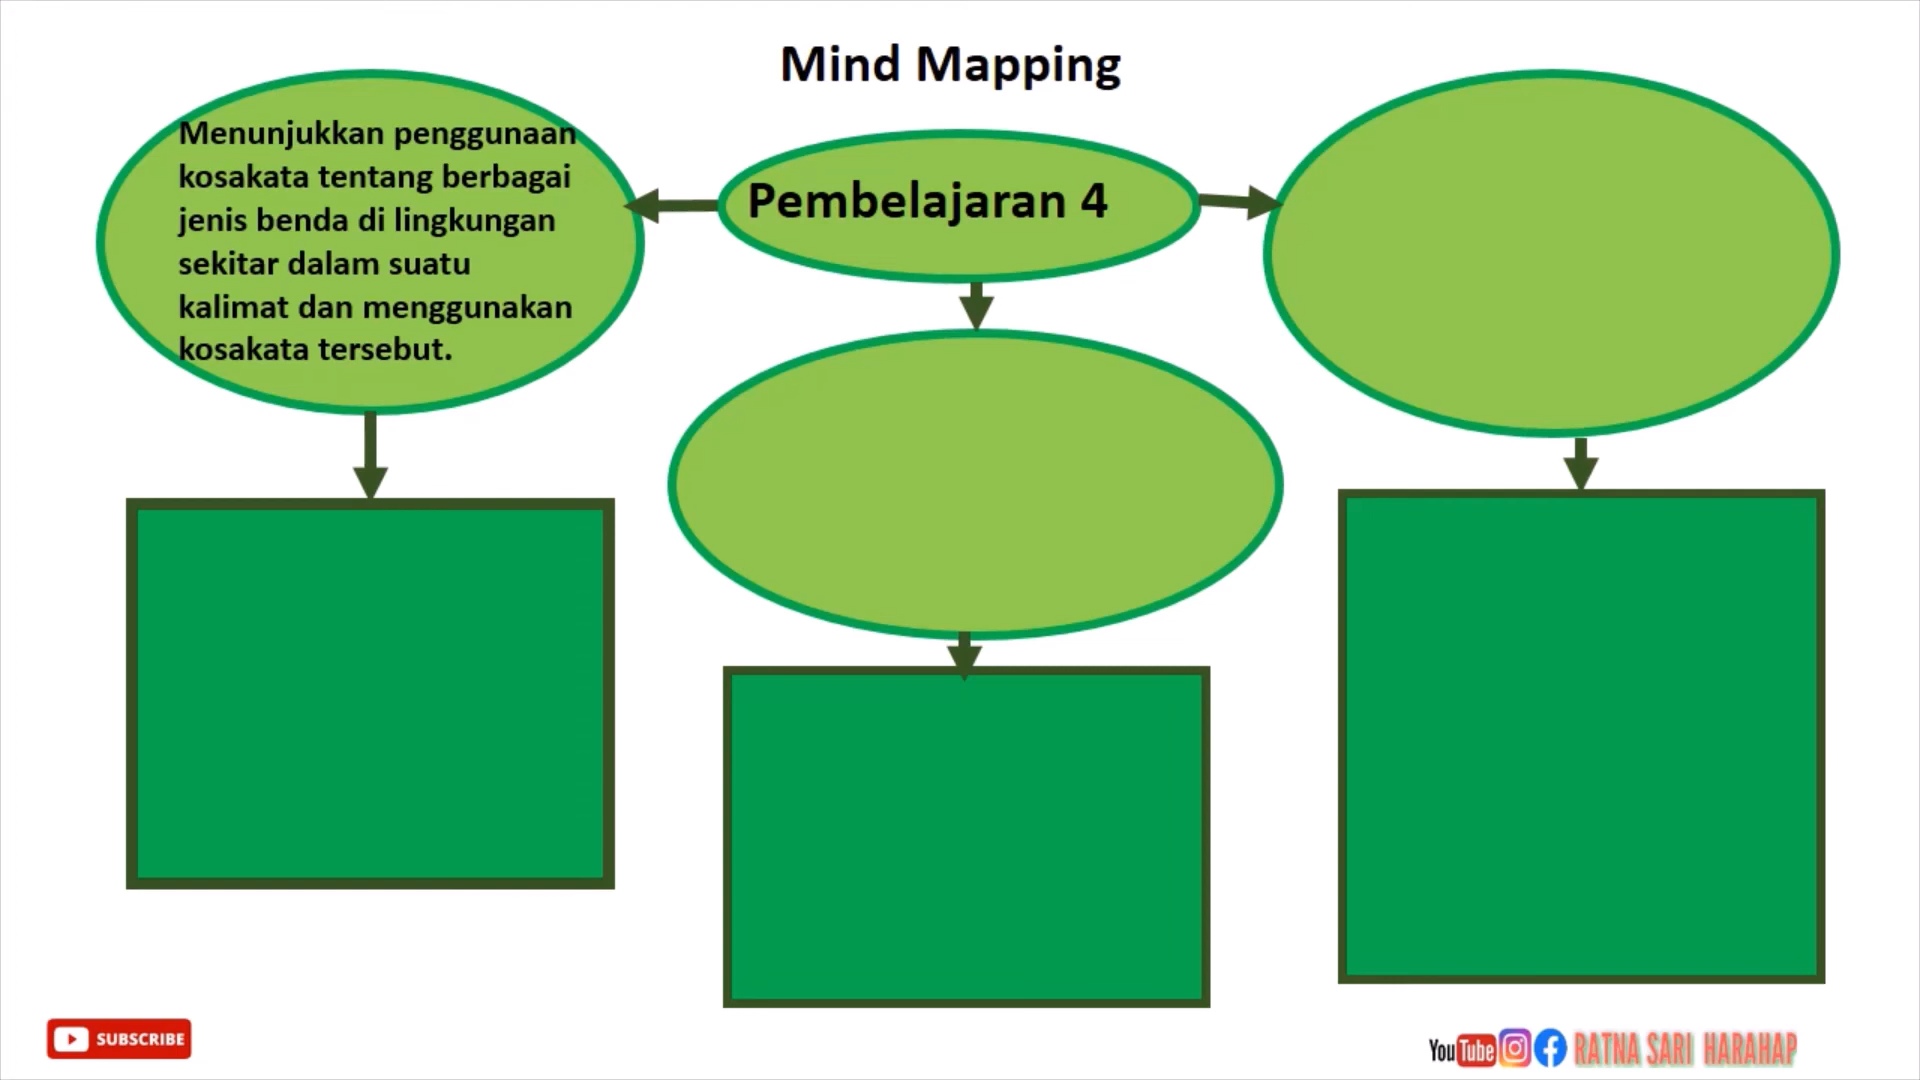 Mind Mapping
Menunjukkan penggunaan
kosakata tentang berbagai
jenis benda di lingkungan
sekitar dalam suatu
kalimat dan menggunakan
kosakata tersebut.
Pembelajaran 4
SUBSCRIBE
YouTube RATNA SARI HARAHAP